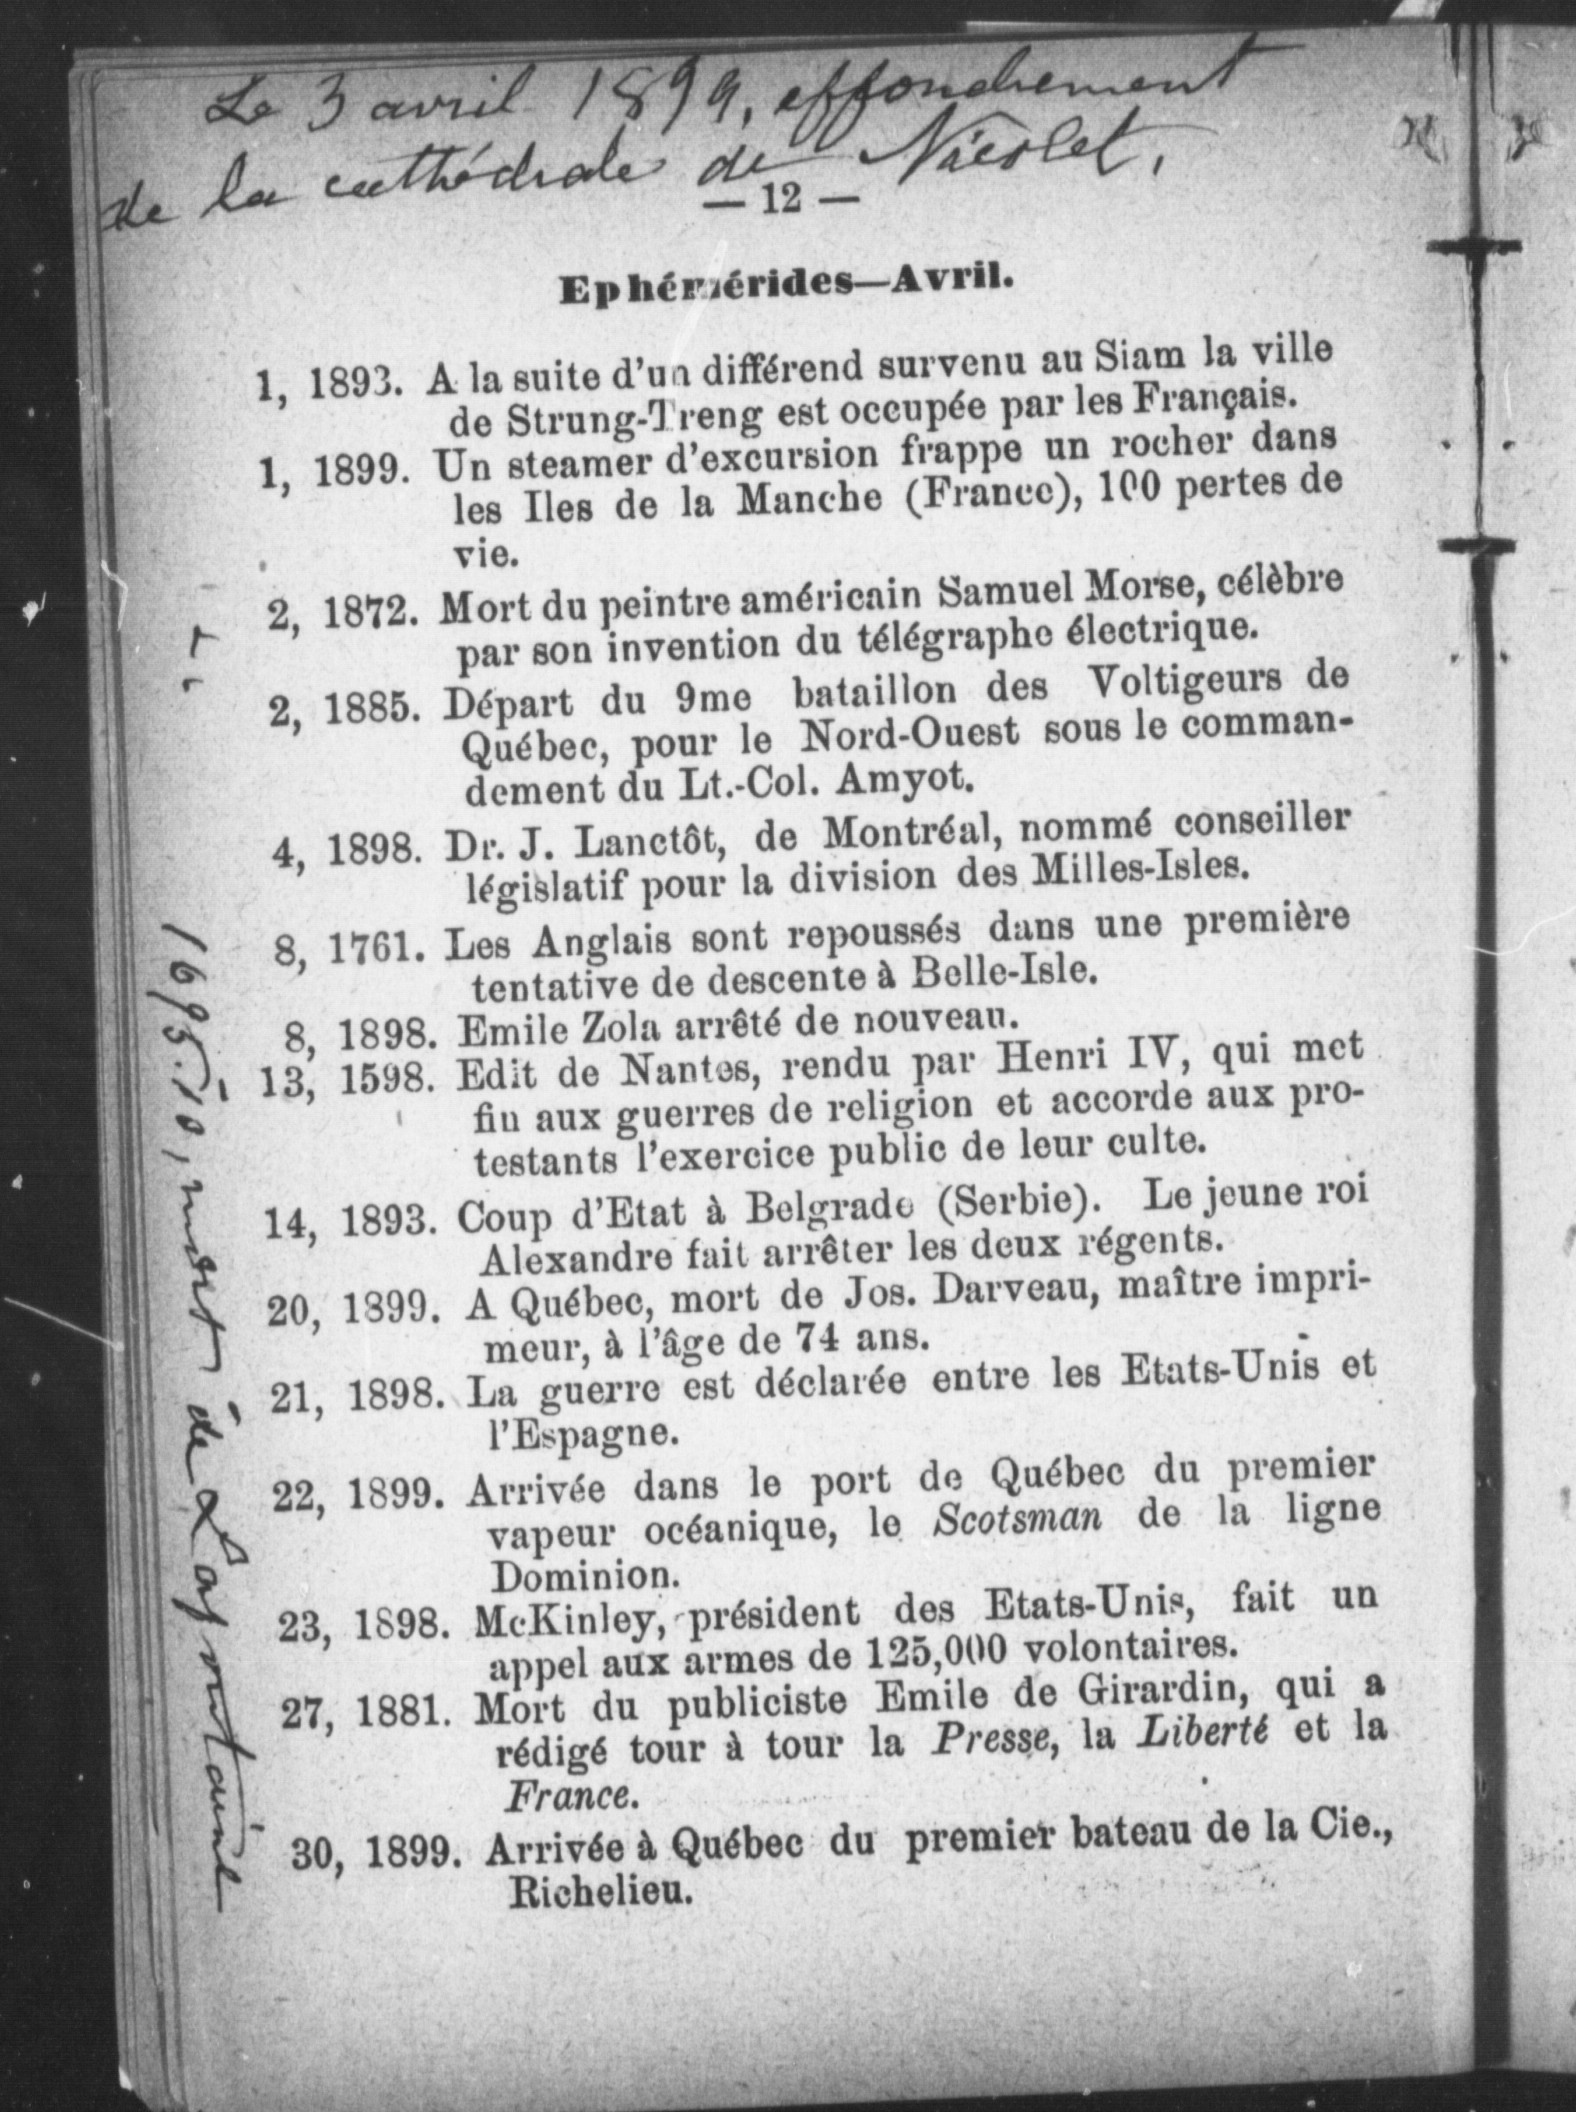 Le 3 avril 1899, effondrement
de la cathédrale de Nicolet.
— 12 —
Ephémérides—Avril.
1, 1893. A la suite d'un différend survenu au Siam la ville
de Strung-Treng est occupée par les Français.
1, 1899. Un steamer d'excursion frappe un rocher dans
les Iles de la Manche (France), 100 pertes de
vie.
2, 1872. Mort du peintre américain Samuel Morse, célèbre
par son invention du télégraphe électrique.
2, 1885. Départ du 9me bataillon des Voltigeurs de
Québec, pour le Nord-Ouest sous le comman-
dement du Lt.-Col. Amyot.
4, 1898. Dr. J. Lanctôt, de Montréal, nommé conseiller
législatif pour la division des Milles-Isles.
8, 1761. Les Anglais sont repoussés dans une première
tentative de descente à Belle-Isle.
8, 1898. Emile Zola arrêté de nouveau.
13, 1598. Edit de Nantes, rendu par Henri IV, qui met
fin aux guerres de religion et accorde aux pro-
testants l'exercice public de leur culte.
14, 1893. Coup d'Etat à Belgrade (Serbie). Le jeune roi
Alexandre fait arrêter les deux régents.
20, 1899. A Québec, mort de Jos. Darveau, maître impri-
meur, à l'âge de 74 ans.
21, 1898. La guerre est déclarée entre les Etats-Unis et
l'Espagne.
22, 1899. Arrivée dans le port de Québec du premier
vapeur océanique, le Scotsman de la ligne
Dominion.
23, 1898. McKinley, président des Etats-Unis, fait un
appel aux armes de 125,000 volontaires.
27, 1881. Mort du publiciste Emile de Girardin, qui a
rédigé tour à tour la Presse, la Liberté et la
France.
30, 1899. Arrivée à Québec du premier bateau de la Cie.,
Richelieu.
1695. 10, mort de Lafontaine